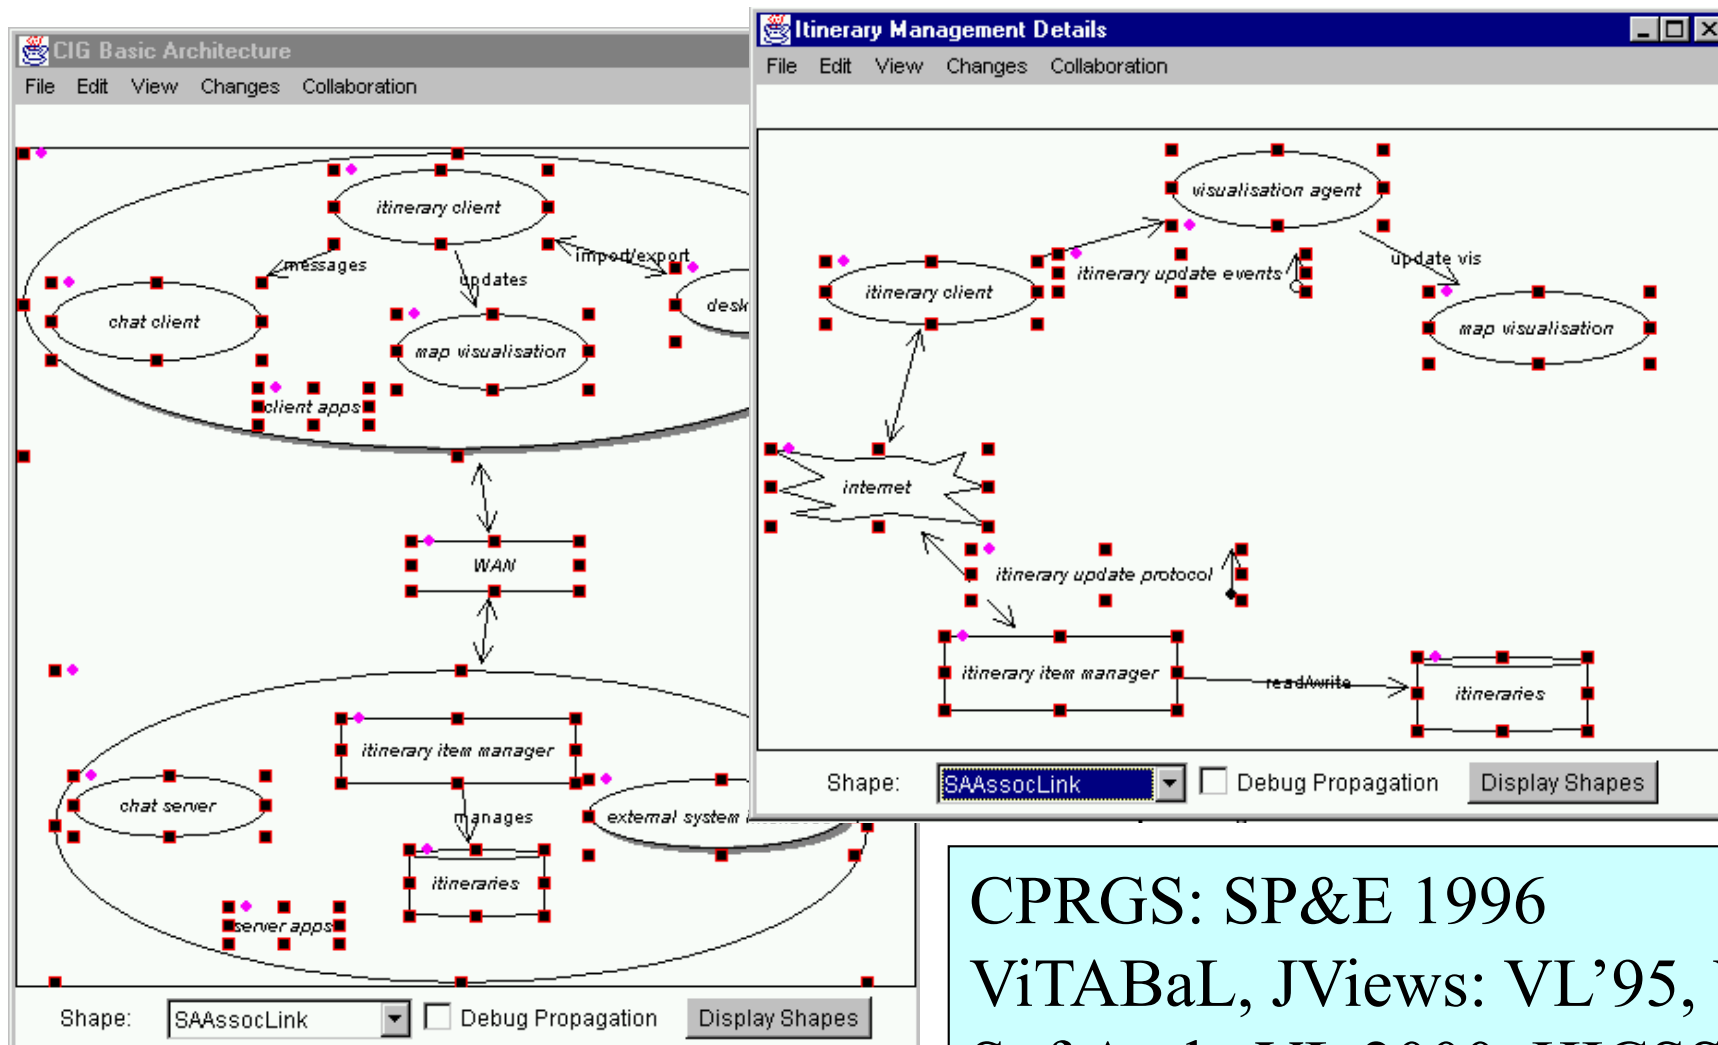 CIG Basic Architecture
File Edit View Changes Collaboration
itinerary client
messages
updates
import/export
chat client
map visualisation
client apps
WAN
itinerary item manager
chat server
manages
external system
itineraries
server apps
Shape: SAAssocLink Debug Propagation Display Shapes
Itinerary Management Details
File Edit View Changes Collaboration
visualisation agent
itinerary client
itinerary update events
update vis
map visualisation
internet
itinerary update protocol
itinerary item manager
read/write
itineraries
Shape: SAAssocLink Debug Propagation Display Shapes
CPRGS: SP&E 1996
ViTABaL, JViews: VL’95,